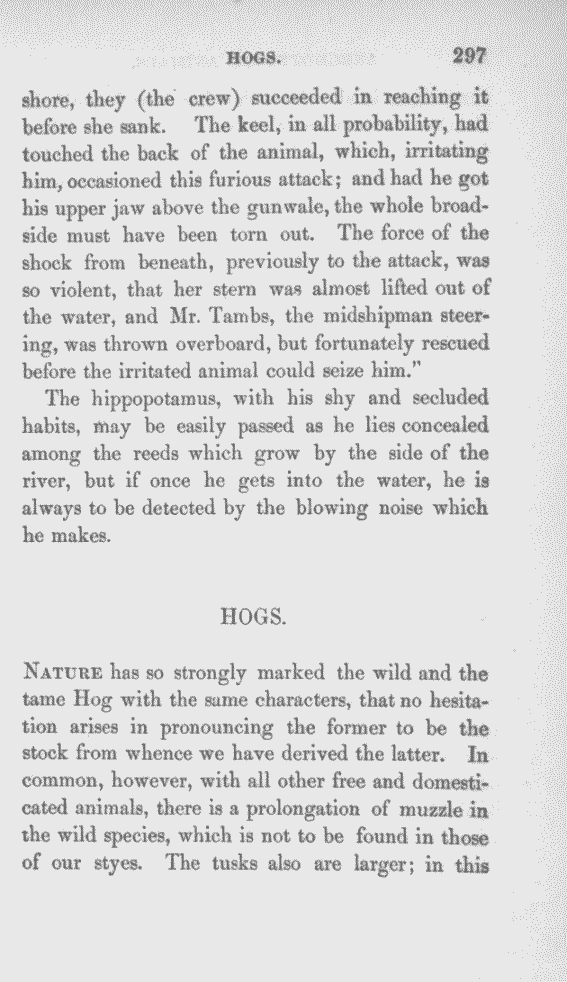 HOGS. 297
shore, they (the crew) succeeded in reaching it
before she sank. The keel, in all probability, had
touched the back of the animal, which, irritating
him, occasioned this furious attack; and had he got
his upper jaw above the gunwale, the whole broad-
side must have been torn out. The force of the
shock from beneath, previously to the attack, was
so violent, that her stern was almost lifted out of
the water, and Mr. Tambs, the midshipman steer-
ing, was thrown overboard, but fortunately rescued
before the irritated animal could seize him."
The hippopotamus, with his shy and secluded
habits, may be easily passed as he lies concealed
among the reeds which grow by the side of the
river, but if once he gets into the water, he is
always to be detected by the blowing noise which
he makes.
HOGS.
NATURE has so strongly marked the wild and the
tame Hog with the same characters, that no hesita-
tion arises in pronouncing the former to be the
stock from whence we have derived the latter. In
common, however, with all other free and domesti-
cated animals, there is a prolongation of muzzle in
the wild species, which is not to be found in those
of our styes. The tusks also are larger; in this